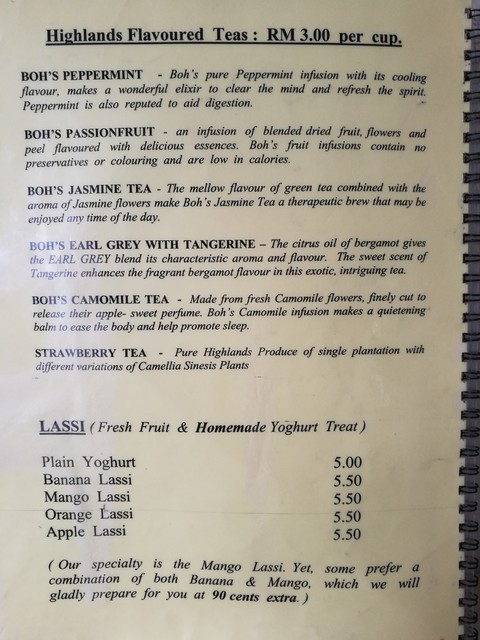 Highlands Flavoured Teas : RM 3.00 per cup.
BOH'S PEPPERMINT - Boh's pure Peppermint infusion with its cooling
flavour, makes a wonderful elixir to clear the mind and refresh the spirit.
Peppermint is also reputed to aid digestion.
BOH'S PASSIONFRUIT - an infusion of blended dried fruit, flowers and
peel flavoured with delicious essences. Boh's fruit infusions contain no
preservatives or colouring and are low in calories.
BOH'S JASMINE TEA - The mellow flavour of green tea combined with the
aroma of Jasmine flowers make Boh's Jasmine Tea a therapeutic brew that may be
enjoyed any time of the day.
BOH'S EARL GREY WITH TANGERINE – The citrus oil of bergamot gives
the EARL GREY blend its characteristic aroma and flavour. The sweet scent of
Tangerine enhances the fragrant bergamot flavour in this exotic, intriguing tea.
BOH'S CAMOMILE TEA - Made from fresh Camomile flowers, finely cut to
release their apple- sweet perfume. Boh's Camomile infusion makes a quietening
balm to ease the body and help promote sleep.
STRAWBERRY TEA - Pure Highlands Produce of single plantation with
different variations of Camellia Sinesis Plants
LASSI ( Fresh Fruit & Homemade Yoghurt Treat )
Plain Yoghurt 5.00
Banana Lassi 5.50
Mango Lassi 5.50
Orange Lassi 5.50
Apple Lassi 5.50
( Our specialty is the Mango Lassi. Yet, some prefer a
combination of both Banana & Mango, which we will
gladly prepare for you at 90 cents extra. )